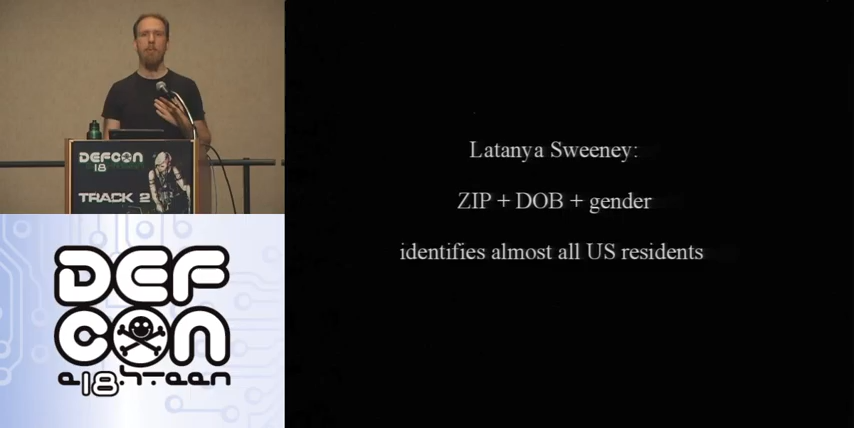 DEFCON
18
TRACK 2
Latanya Sweeney:
ZIP + DOB + gender
identifies almost all US residents
DEF
CON
e18hteen